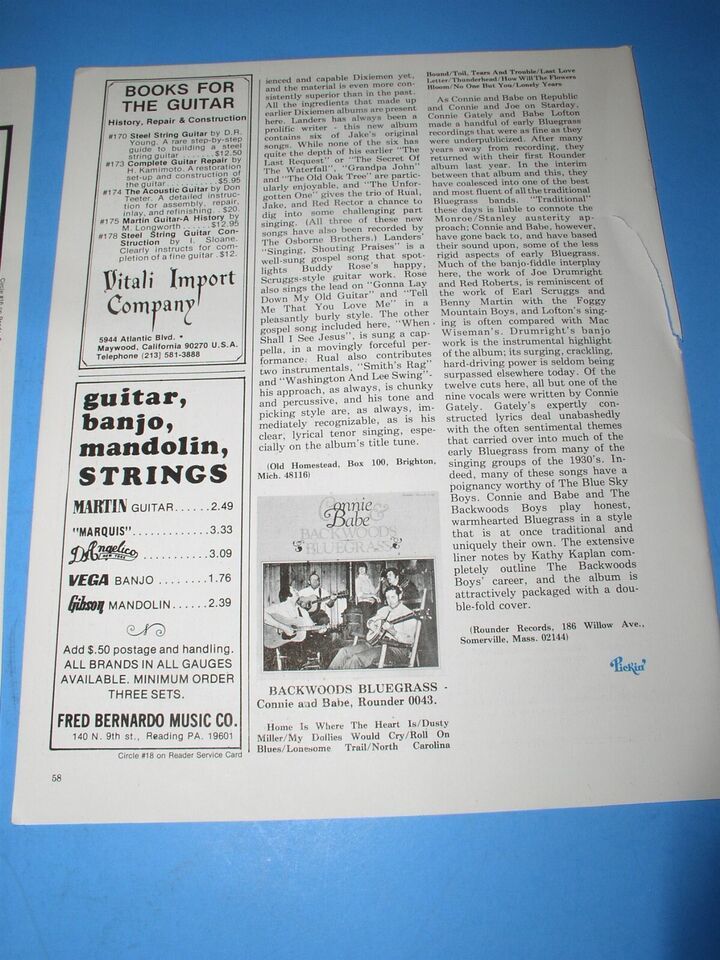 BOOKS FOR
THE GUITAR
History, Repair & Construction
#170 Steel String Guitar by D.R.
Young. A rare step-by-step
guide to building a steel
string guitar . . . . . . . $12.50
#173 Complete Guitar Repair by
H. Kamimoto. A restoration
set-up and construction of
the guitar . . . . . . . . . $5.95
#174 The Acoustic Guitar by Don
Teeter. A detailed instruc-
tion for assembly, repair,
inlay, and refinishing. . $20.
#175 Martin Guitar-A History by
M. Longworth . . . . $12.95
#178 Steel String Guitar Con-
struction by I. Sloane.
Clearly instructs for com-
pletion of a fine guitar .$12.
Vitali Import
Company
5944 Atlantic Blvd. •
Maywood, California 90270 U.S.A.
Telephone (213) 581-3888
guitar,
banjo,
mandolin,
STRINGS
MARTIN GUITAR......2.49
"MARQUIS"..............3.33
D'Angelico NEW YORK ............3.09
VEGA BANJO ........1.76
Gibson MANDOLIN......2.39
Add $.50 postage and handling.
ALL BRANDS IN ALL GAUGES
AVAILABLE. MINIMUM ORDER
THREE SETS.
FRED BERNARDO MUSIC CO.
140 N. 9th st., Reading PA. 19601
Circle #18 on Reader Service Card
58
ienced and capable Dixiemen yet,
and the material is even more con-
sistently superior than in the past.
All the ingredients that made up
earlier Dixiemen albums are present
here. Landers has always been a
prolific writer - this new album
contains six of Jake's original
songs. While none of the six has
quite the depth of his earlier "The
Last Request" or "The Secret Of
The Waterfall", "Grandpa John"
and "The Old Oak Tree" are partic-
ularly enjoyable, and "The Unfor-
gotten One" gives the trio of Rual,
Jake, and Red Rector a chance to
dig into some challenging part
singing. (All three of these new
songs have also been recorded by
The Osborne Brothers.) Landers'
"Singing, Shouting Praises" is a
well-sung gospel song that spot-
lights Buddy Rose's happy,
Scruggs-style guitar work. Rose
also sings the lead on "Gonna Lay
Down My Old Guitar" and "Tell
Me That You Love Me" in a
pleasantly burly style. The other
gospel song included here, "When
Shall I See Jesus", is sung a cap-
pella, in a movingly forceful per-
formance: Rual also contributes
two instrumentals, "Smith's Rag"
and "Washington And Lee Swing"-
his approach, as always, is chunky
and percussive, and his tone and
picking style are, as always, im-
mediately recognizable, as is his
clear, lyrical tenor singing, espe-
cially on the album's title tune.
(Old Homestead, Box 100, Brighton,
Mich. 48116)
Connie &
Babe
BACKWOODS
BLUEGRASS
BACKWOODS BLUEGRASS -
Connie and Babe, Rounder 0043.
Home Is Where The Heart Is/Dusty
Miller/My Dollies Would Cry/Roll On
Blues/Lonesome Trail/North Carolina
Bound/Toil, Tears And Trouble/Last Love
Letter/Thunderhead/How Will The Flowers
Bloom/No One But You/Lonely Years
As Connie and Babe on Republic
and Connie and Joe on Starday,
Connie Gately and Babe Lofton
made a handful of early Bluegrass
recordings that were as fine as they
were underpublicized. After many
years away from recording, they
returned with their first Rounder
album last year. In the interim
between that album and this, they
have coalesced into one of the best
and most fluent of all the traditional
Bluegrass bands. "Traditional"
these days is liable to connote the
Monroe/Stanley austerity ap-
proach; Connie and Babe, however,
have gone back to, and have based
their sound upon, some of the less
rigid aspects of early Bluegrass.
Much of the banjo-fiddle interplay
here, the work of Joe Drumright
and Red Roberts, is reminiscent of
the work of Earl Scruggs and
Benny Martin with the Foggy
Mountain Boys, and Lofton's sing-
ing is often compared with Mac
Wiseman's. Drumright's banjo
work is the instrumental highlight
of the album; its surging, crackling,
hard-driving power is seldom being
surpassed elsewhere today. Of the
twelve cuts here, all but one of the
nine vocals were written by Connie
Gately. Gately's expertly con-
structed lyrics deal unabashedly
with the often sentimental themes
that carried over into much of the
early Bluegrass from many of the
singing groups of the 1930's. In-
deed, many of these songs have a
poignancy worthy of The Blue Sky
Boys. Connie and Babe and The
Backwoods Boys play honest,
warmhearted Bluegrass in a style
that is at once traditional and
uniquely their own. The extensive
liner notes by Kathy Kaplan com-
pletely outline The Backwoods
Boys' career, and the album is
attractively packaged with a dou-
ble-fold cover.
(Rounder Records, 186 Willow Ave.,
Somerville, Mass. 02144)
Pickin'